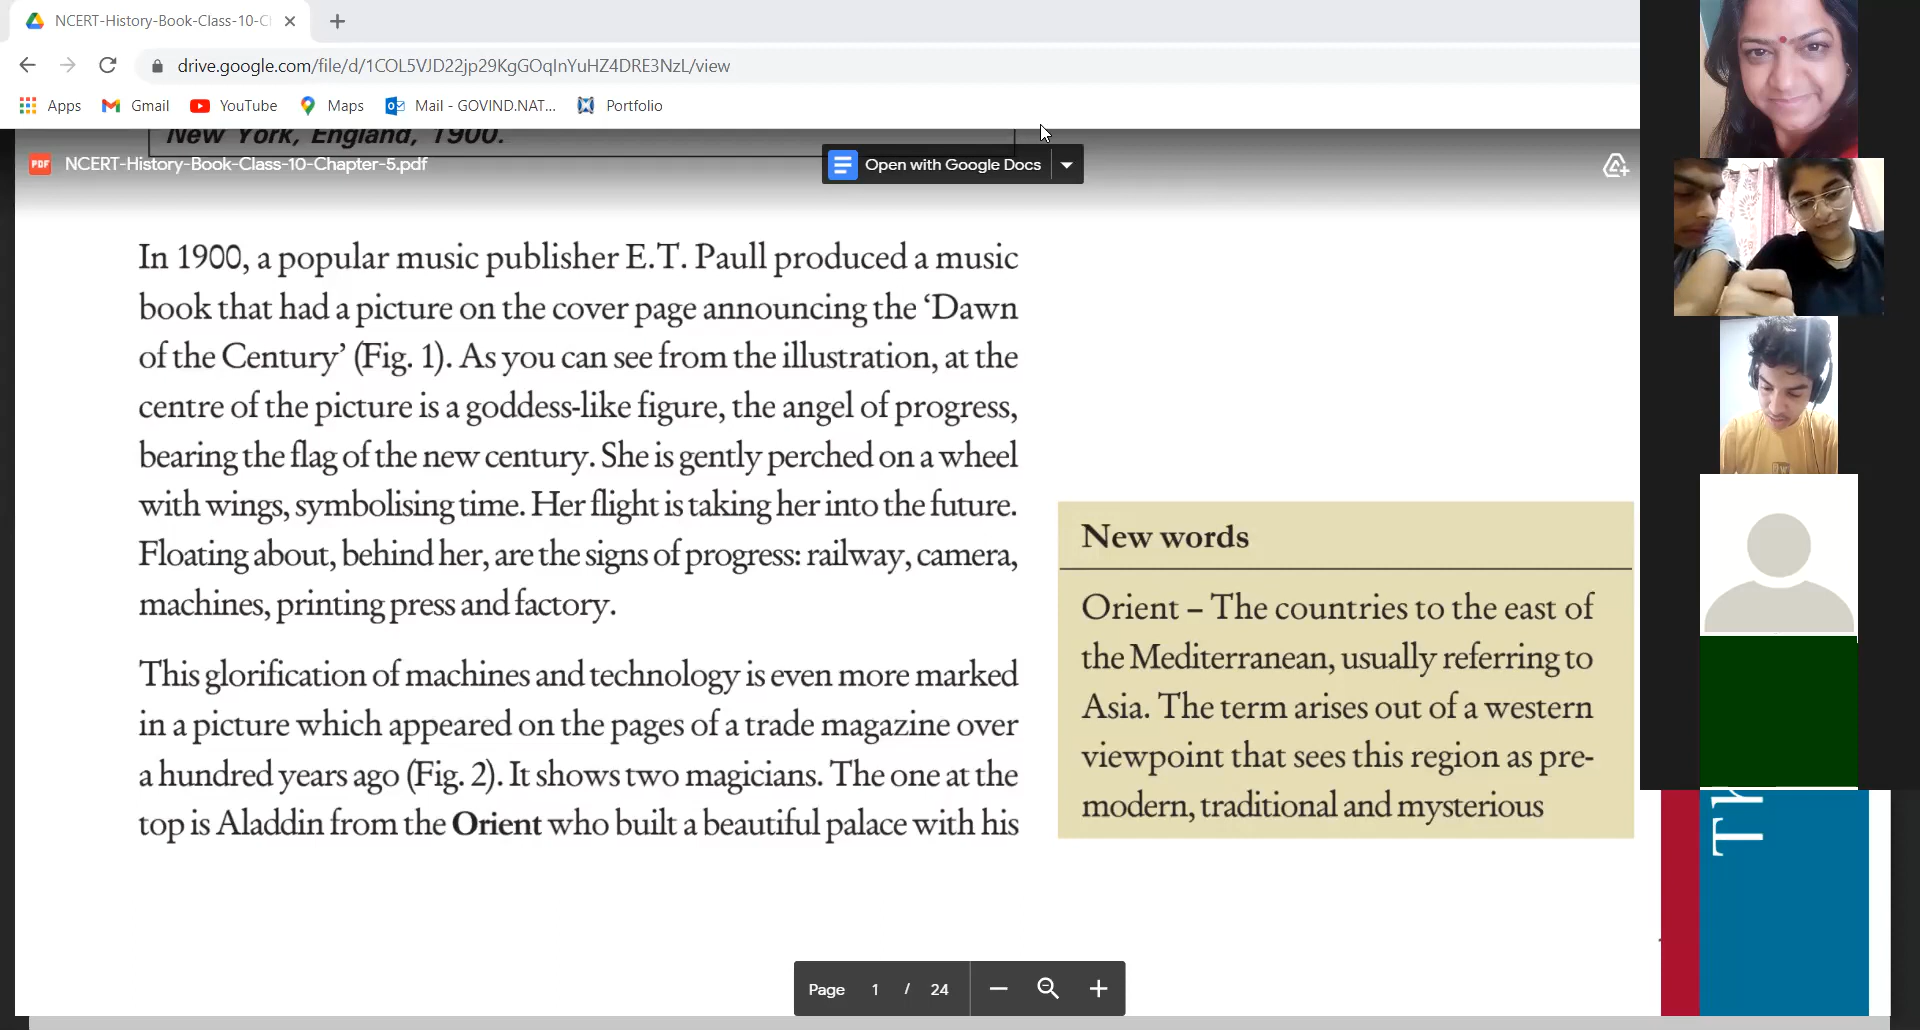 NCERT-History-Book-Class-10-C
drive.google.com/file/d/1COL5VJD22jp29KgGOqInYuHZ4DRE3NzL/view
Apps Gmail YouTube Maps Mail - GOVIND.NAT... Portfolio
New York, England, 1900.
PDF NCERT-History-Book-Class-10-Chapter-5.pdf
Open with Google Docs
In 1900, a popular music publisher E.T. Paull produced a music
book that had a picture on the cover page announcing the ‘Dawn
of the Century’ (Fig. 1). As you can see from the illustration, at the
centre of the picture is a goddess-like figure, the angel of progress,
bearing the flag of the new century. She is gently perched on a wheel
with wings, symbolising time. Her flight is taking her into the future.
Floating about, behind her, are the signs of progress: railway, camera,
machines, printing press and factory.
This glorification of machines and technology is even more marked
in a picture which appeared on the pages of a trade magazine over
a hundred years ago (Fig. 2). It shows two magicians. The one at the
top is Aladdin from the Orient who built a beautiful palace with his
New words
Orient – The countries to the east of
the Mediterranean, usually referring to
Asia. The term arises out of a western
viewpoint that sees this region as pre-
modern, traditional and mysterious
Page 1 / 24